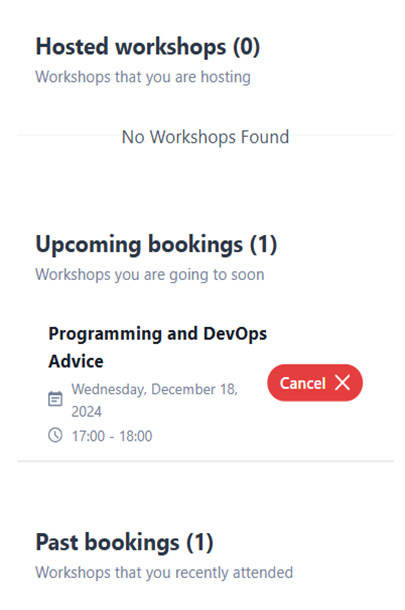 Hosted workshops (0)
Workshops that you are hosting
No Workshops Found
Upcoming bookings (1)
Workshops you are going to soon
Programming and DevOps
Advice
Wednesday, December 18,
2024
17:00 - 18:00
Cancel
Past bookings (1)
Workshops that you recently attended